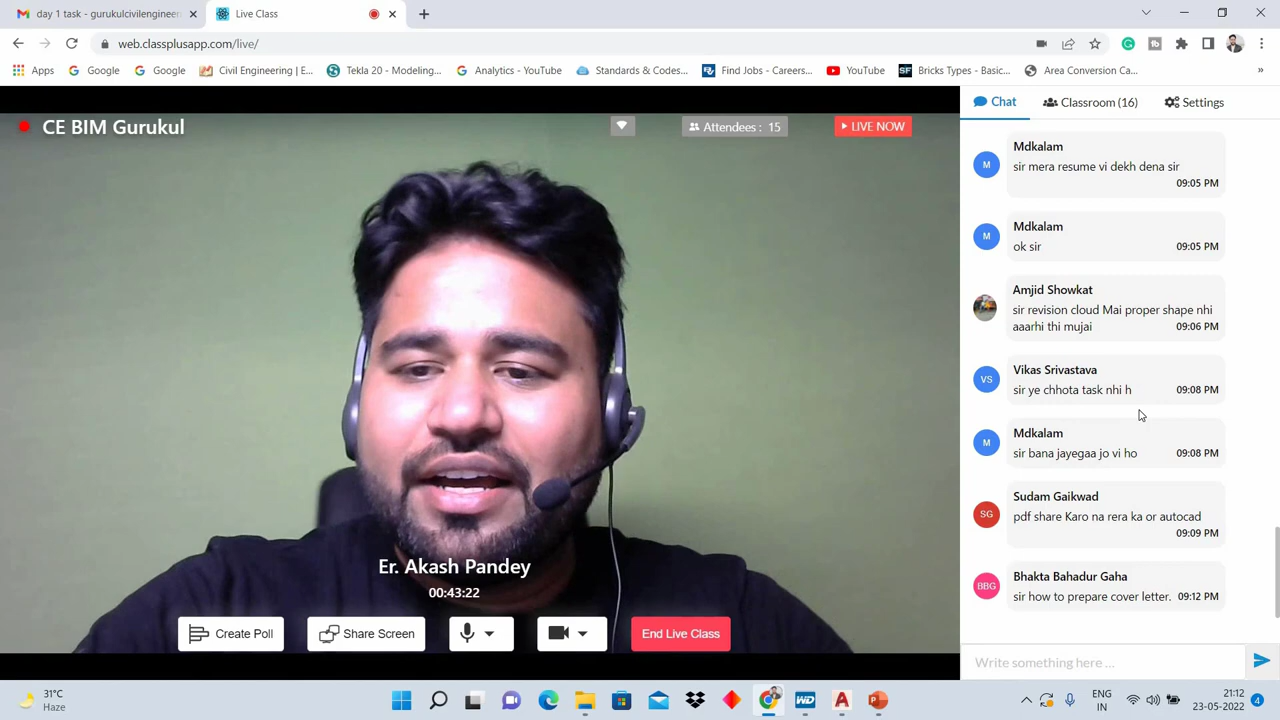 day 1 task - gurukulcivilengineer
Live Class
web.classplusapp.com/live/
Apps
Google
Google
Civil Engineering | E...
Tekla 20 - Modeling...
Analytics - YouTube
Standards & Codes...
Find Jobs - Careers...
YouTube
Bricks Types - Basic...
Area Conversion Ca...
»
CE BIM Gurukul
Attendees : 15
LIVE NOW
Er. Akash Pandey
00:43:22
Create Poll
Share Screen
End Live Class
Chat
Classroom (16)
Settings
M
Mdkalam
sir mera resume vi dekh dena sir
09:05 PM
M
Mdkalam
ok sir
09:05 PM
Amjid Showkat
sir revision cloud Mai proper shape nhi
aaarhi thi mujai
09:06 PM
VS
Vikas Srivastava
sir ye chhota task nhi h
09:08 PM
M
Mdkalam
sir bana jayegaa jo vi ho
09:08 PM
SG
Sudam Gaikwad
pdf share Karo na rera ka or autocad
09:09 PM
BBG
Bhakta Bahadur Gaha
sir how to prepare cover letter.
09:12 PM
Write something here ...
31°C
Haze
WD
A
P
ENG
IN
21:12
23-05-2022
4